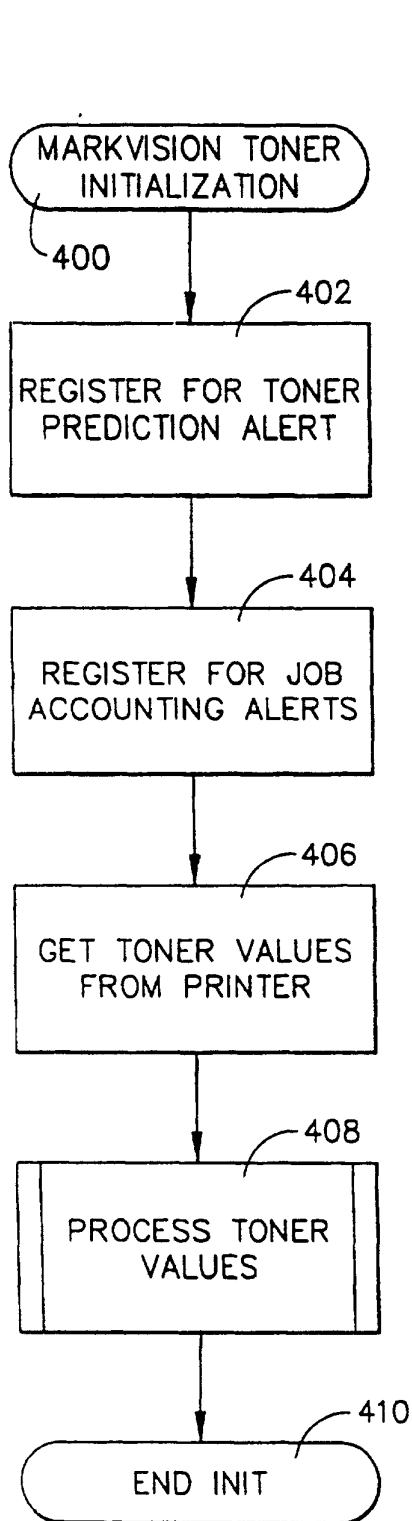 MARKVISION TONER
INITIALIZATION
400
402
REGISTER FOR TONER
PREDICTION ALERT
404
REGISTER FOR JOB
ACCOUNTING ALERTS
406
GET TONER VALUES
FROM PRINTER
408
PROCESS TONER
VALUES
410
END INIT